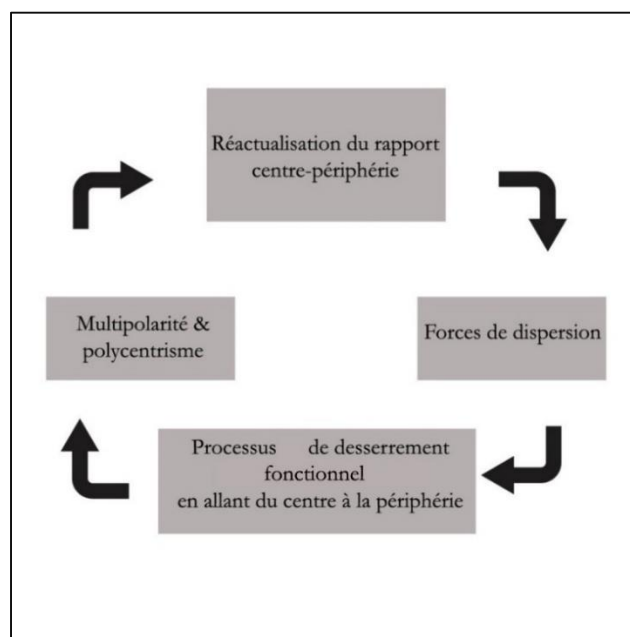 Réactualisation du rapport
centre-périphérie
Multipolarité &
polycentrisme
Forces de dispersion
Processus de desserrement
fonctionnel
en allant du centre à la périphérie